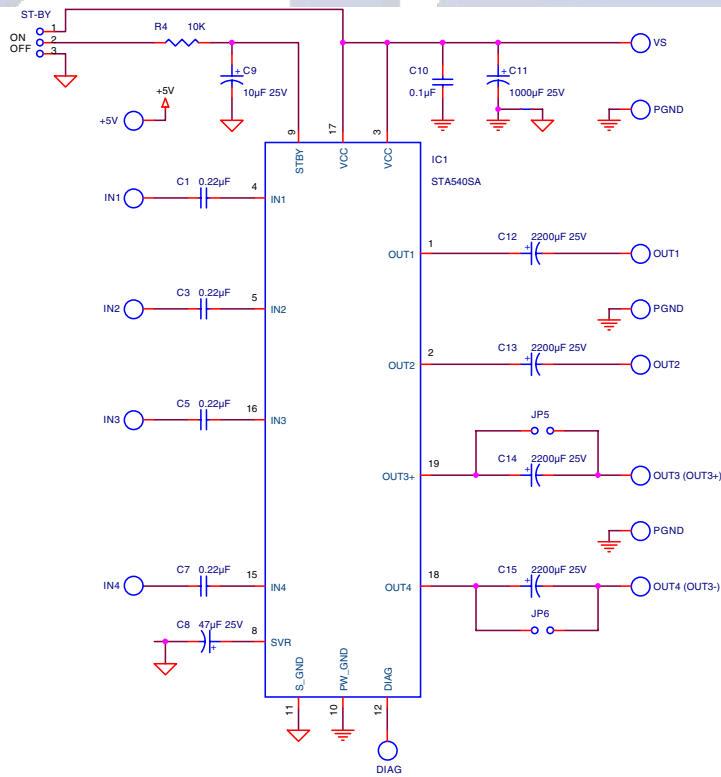 ST-BY
1
ON 2
OFF 3
R4 10K
C9
10µF 25V
+5V
+5V
C10
0.1µF
C11
1000µF 25V
VS
PGND
9
17
3
STBY
VCC
VCC
IC1
STA540SA
IN1
C1 0.22µF
4
IN1
OUT1
1
C12 2200µF 25V
OUT1
IN2
C3 0.22µF
5
IN2
PGND
OUT2
2
C13 2200µF 25V
OUT2
IN3
C5 0.22µF
16
IN3
JP5
OUT3+
19
C14 2200µF 25V
OUT3 (OUT3+)
PGND
IN4
C7 0.22µF
15
IN4
OUT4
18
C15 2200µF 25V
OUT4 (OUT3-)
JP6
C8 47µF 25V
8
SVR
S_GND
PW_GND
DIAG
11
10
12
DIAG